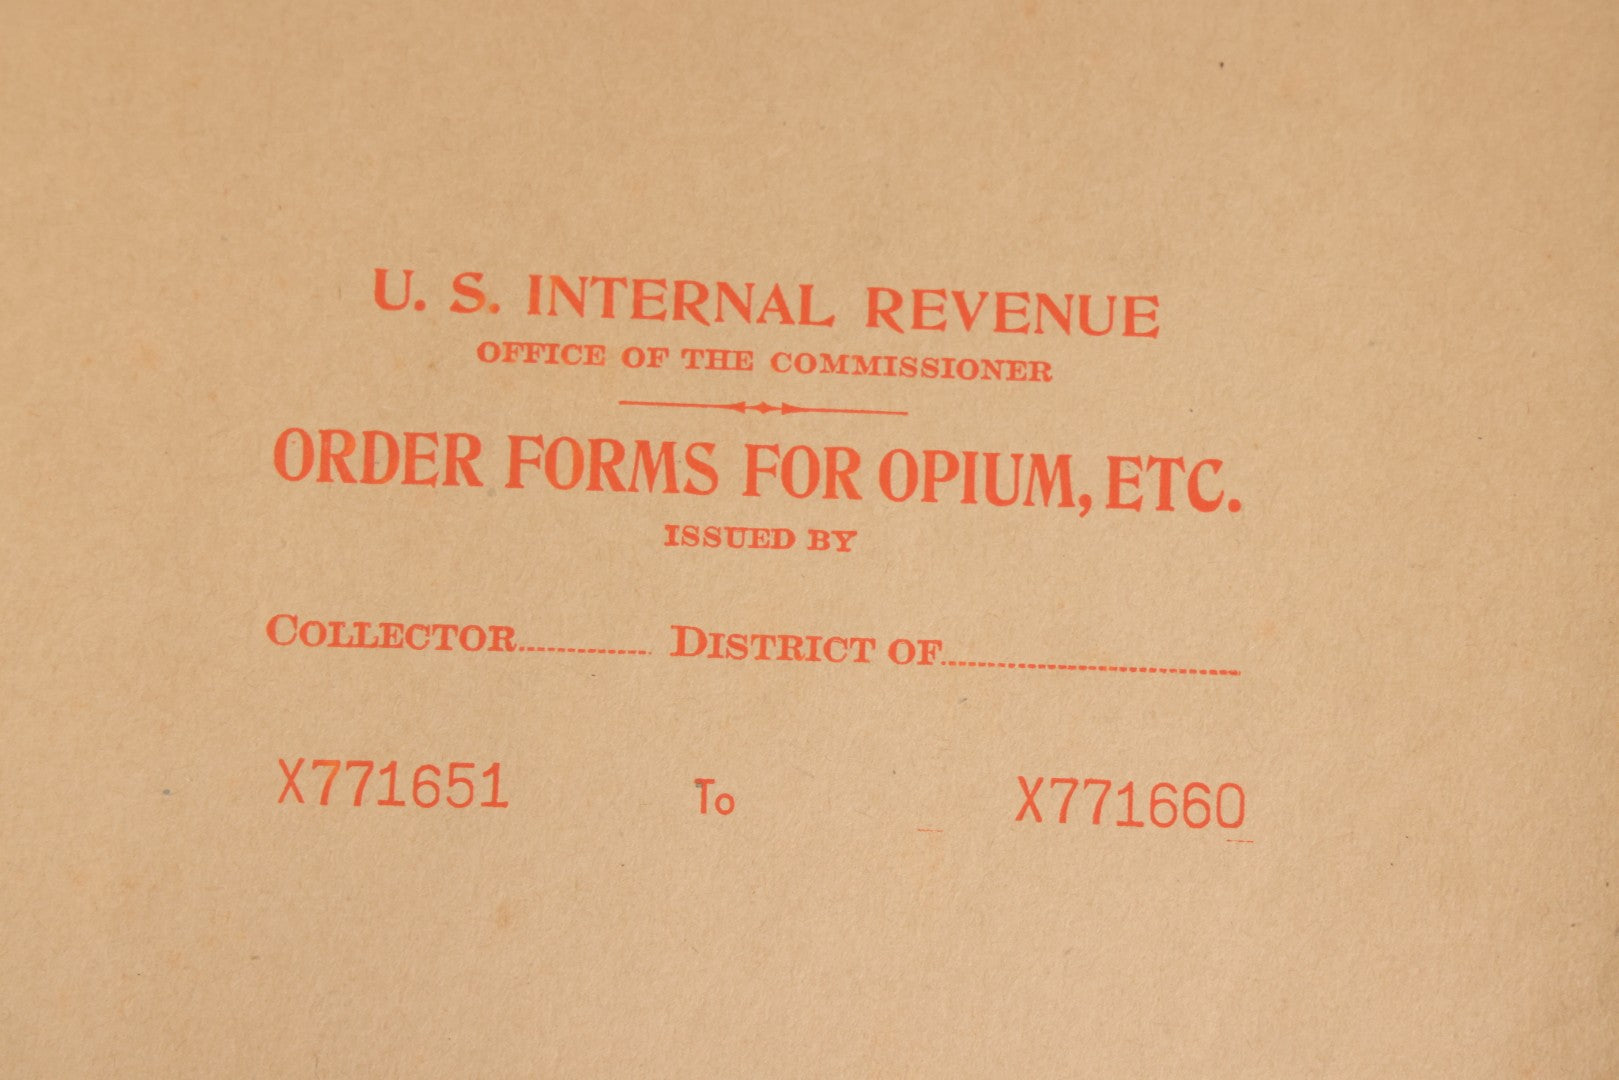 U. S. INTERNAL REVENUE
OFFICE OF THE COMMISSIONER
ORDER FORMS FOR OPIUM, ETC.
ISSUED BY
COLLECTOR.............. DISTRICT OF................................
X771651 To X771660